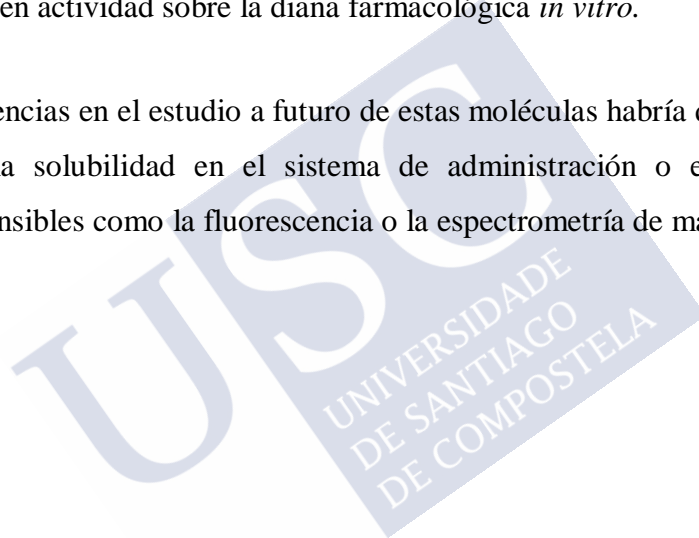 en actividad sobre la diana farmacológica in vitro.
encias en el estudio a futuro de estas moléculas habría
a solubilidad en el sistema de administración o e
nsibles como la fluorescencia o la espectrometría de ma
USC
UNIVERSIDADE
DE SANTIAGO
DE COMPOSTELA